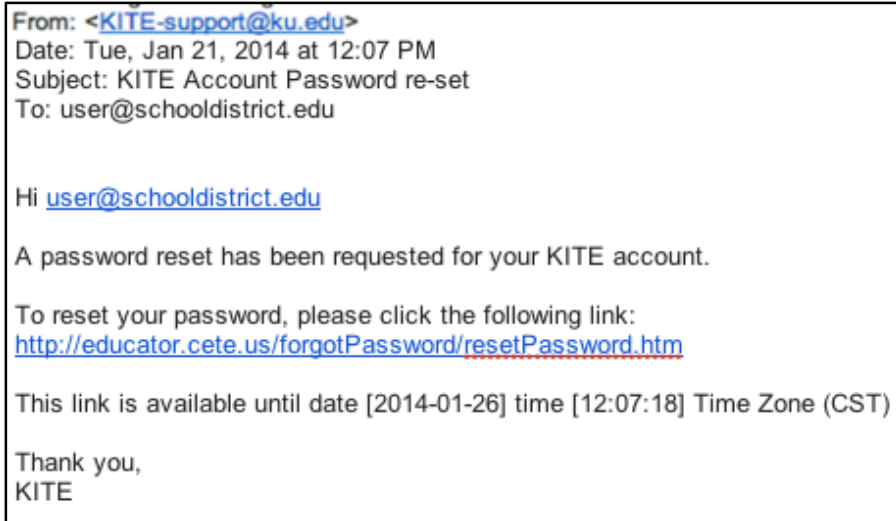 From: <KITE-support@ku.edu>
Date: Tue, Jan 21, 2014 at 12:07 PM
Subject: KITE Account Password re-set
To: user@schooldistrict.edu
Hi user@schooldistrict.edu
A password reset has been requested for your KITE account.
To reset your password, please click the following link:
http://educator.cete.us/forgotPassword/resetPassword.htm
This link is available until date [2014-01-26] time [12:07:18] Time Zone (CST)
Thank you,
KITE